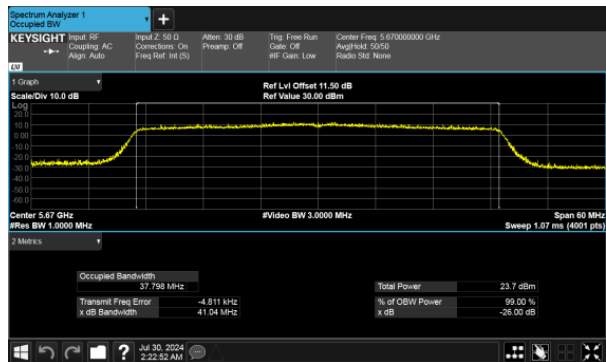 Spectrum Analyzer 1
Occupied BW
+
KEYSIGHT
Input: RF
Coupling: AC
Align: Auto
Input Z: 50 Ω
Corrections: On
Freq Ref: Int (S)
Atten: 30 dB
Preamp: Off
Trig: Free Run
Gate: Off
#IF Gain: Low
Center Freq: 5.670000000 GHz
Avg|Hold: 50/50
Radio Std: None
1 Graph
Scale/Div 10.0 dB
Ref Lvl Offset 11.50 dB
Ref Value 30.00 dBm
Log
20.0
10.0
0.00
-10.0
-20.0
-30.0
-40.0
-50.0
-60.0
Center 5.67 GHz
#Video BW 3.0000 MHz
Span 60 MHz
#Res BW 1.0000 MHz
Sweep 1.07 ms (4001 pts)
2 Metrics
Occupied Bandwidth
37.798 MHz
Total Power 23.7 dBm
Transmit Freq Error -4.811 kHz
% of OBW Power 99.00 %
x dB Bandwidth 41.04 MHz
x dB -26.00 dB
?
Jul 30, 2024
2:22:52 AM